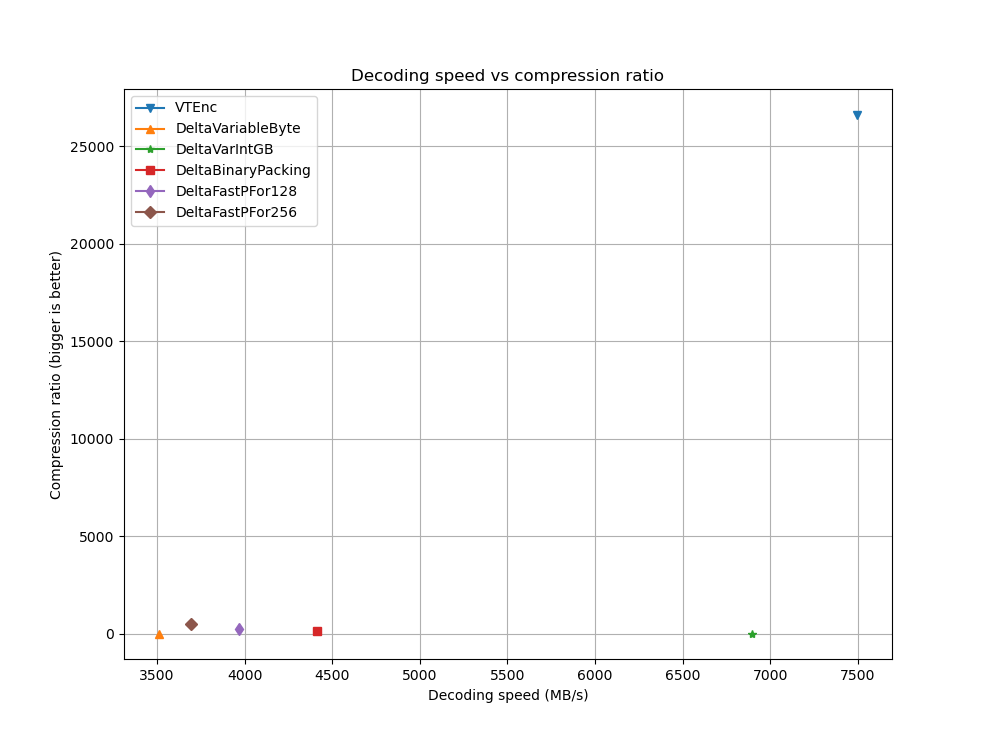 Decoding speed vs compression ratio
VTEnc
DeltaVariableByte
DeltaVarIntGB
DeltaBinaryPacking
DeltaFastPFor128
DeltaFastPFor256
Compression ratio (bigger is better)
25000
20000
15000
10000
5000
0
3500 4000 4500 5000 5500 6000 6500 7000 7500
Decoding speed (MB/s)